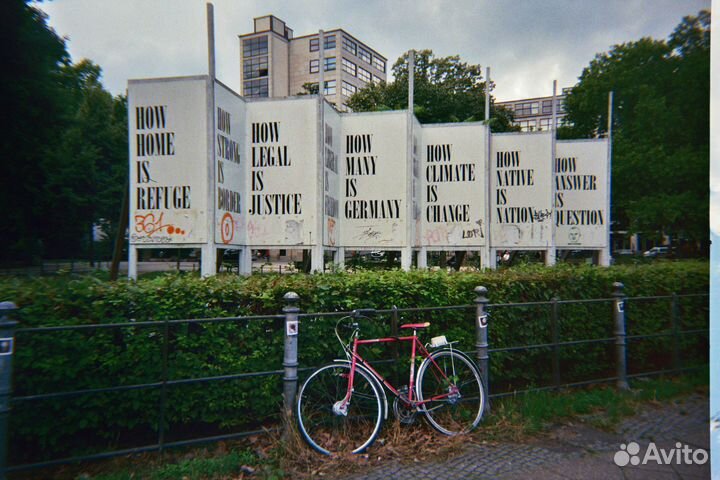 HOW
HOME
IS
REFUGE
HOW
STRONG
IS
BORDER
HOW
LEGAL
IS
JUSTICE
HOW
MANY
IS
GERMANY
HOW
CLIMATE
IS
CHANGE
HOW
NATIVE
IS
NATION
HOW
ANSWER
IS
QUESTION
361
Avito